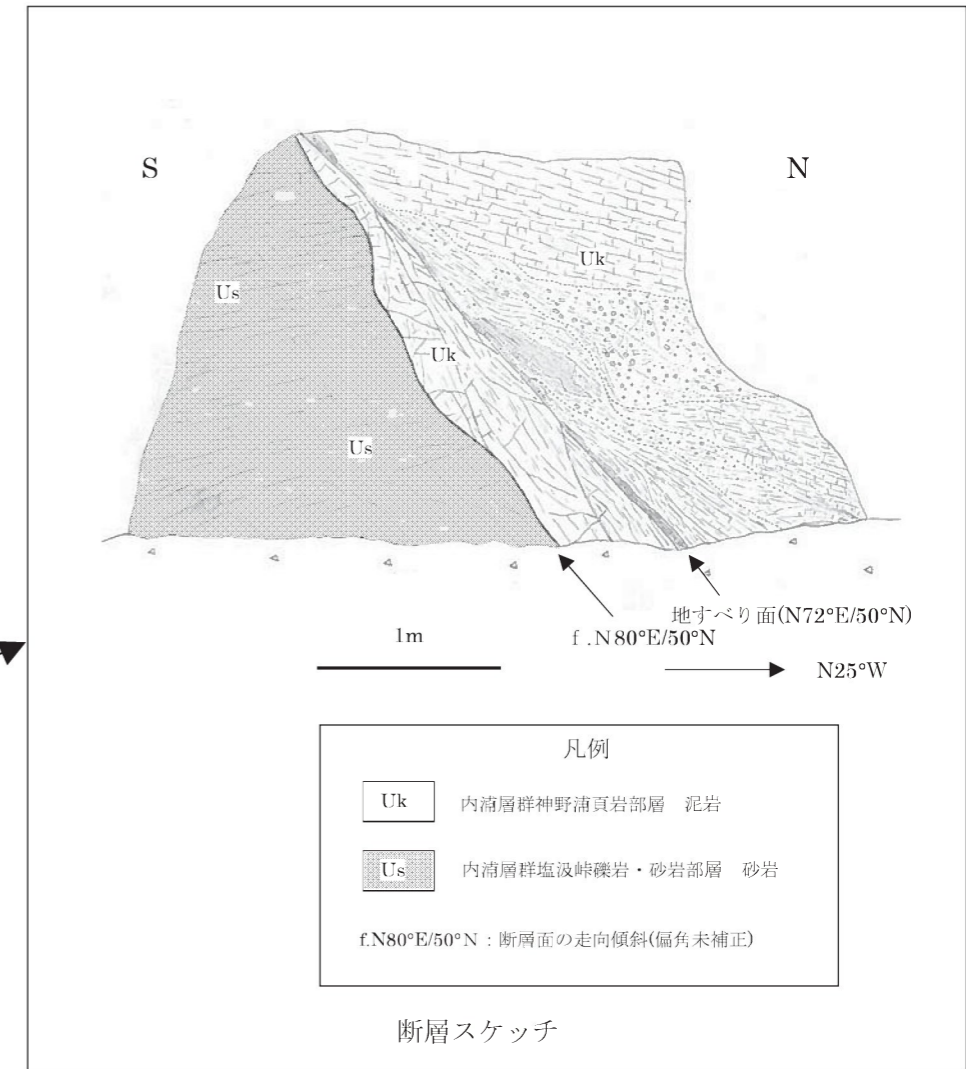 S
N
Uk
Us
Uk
Us
地すべり面(N72°E/50°N)
f .N80°E/50°N
1m
N25°W
凡例
Uk 内浦層群神野浦頁岩部層 泥岩
Us 内浦層群塩汲峠礫岩・砂岩部層 砂岩
f.N80°E/50°N:断層面の走向傾斜(偏角未補正)
断層スケッチ